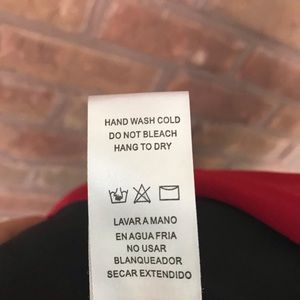 HAND WASH COLD
DO NOT BLEACH
HANG TO DRY
LAVAR A MANO
EN AGUA FRIA
NO USAR
BLANQUEADOR
SECAR EXTENDIDO